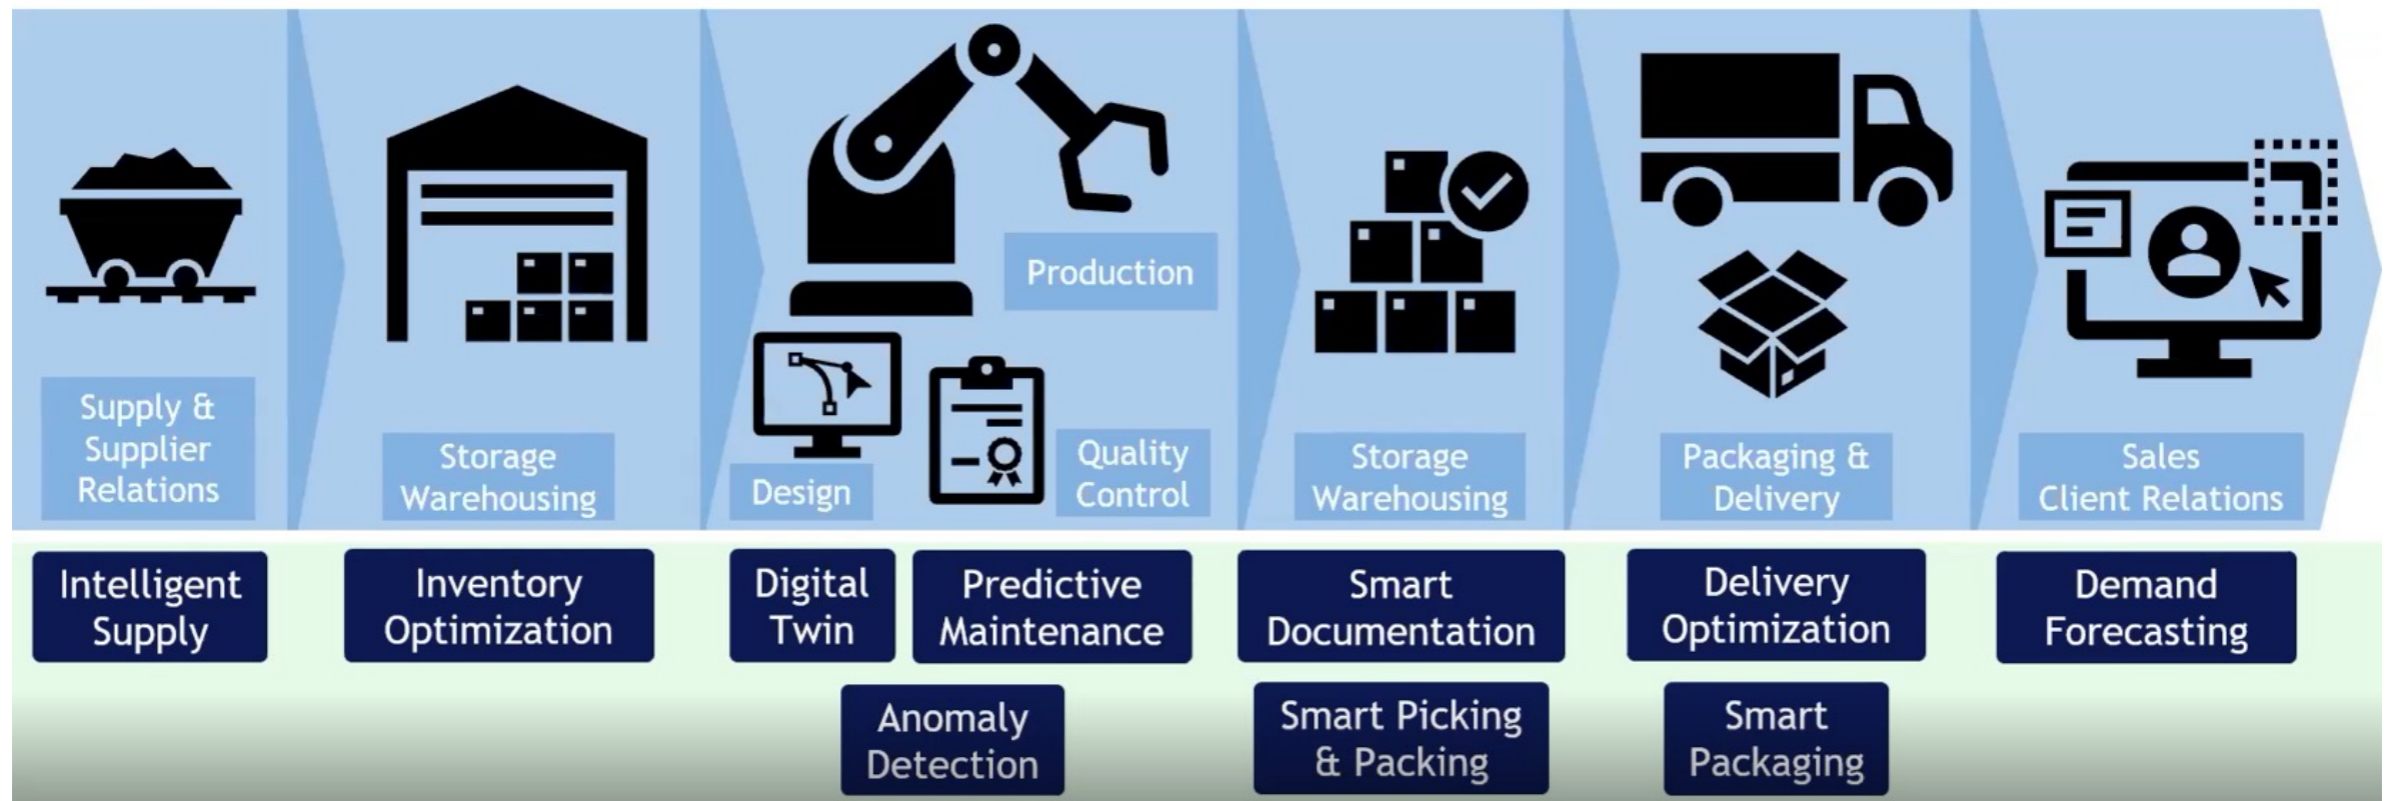 Production
Supply &
Supplier
Relations
Storage
Warehousing
Design
Quality
Control
Storage
Warehousing
Packaging &
Delivery
Sales
Client Relations
Intelligent
Supply
Inventory
Optimization
Digital
Twin
Predictive
Maintenance
Smart
Documentation
Delivery
Optimization
Demand
Forecasting
Anomaly
Detection
Smart Picking
& Packing
Smart
Packaging